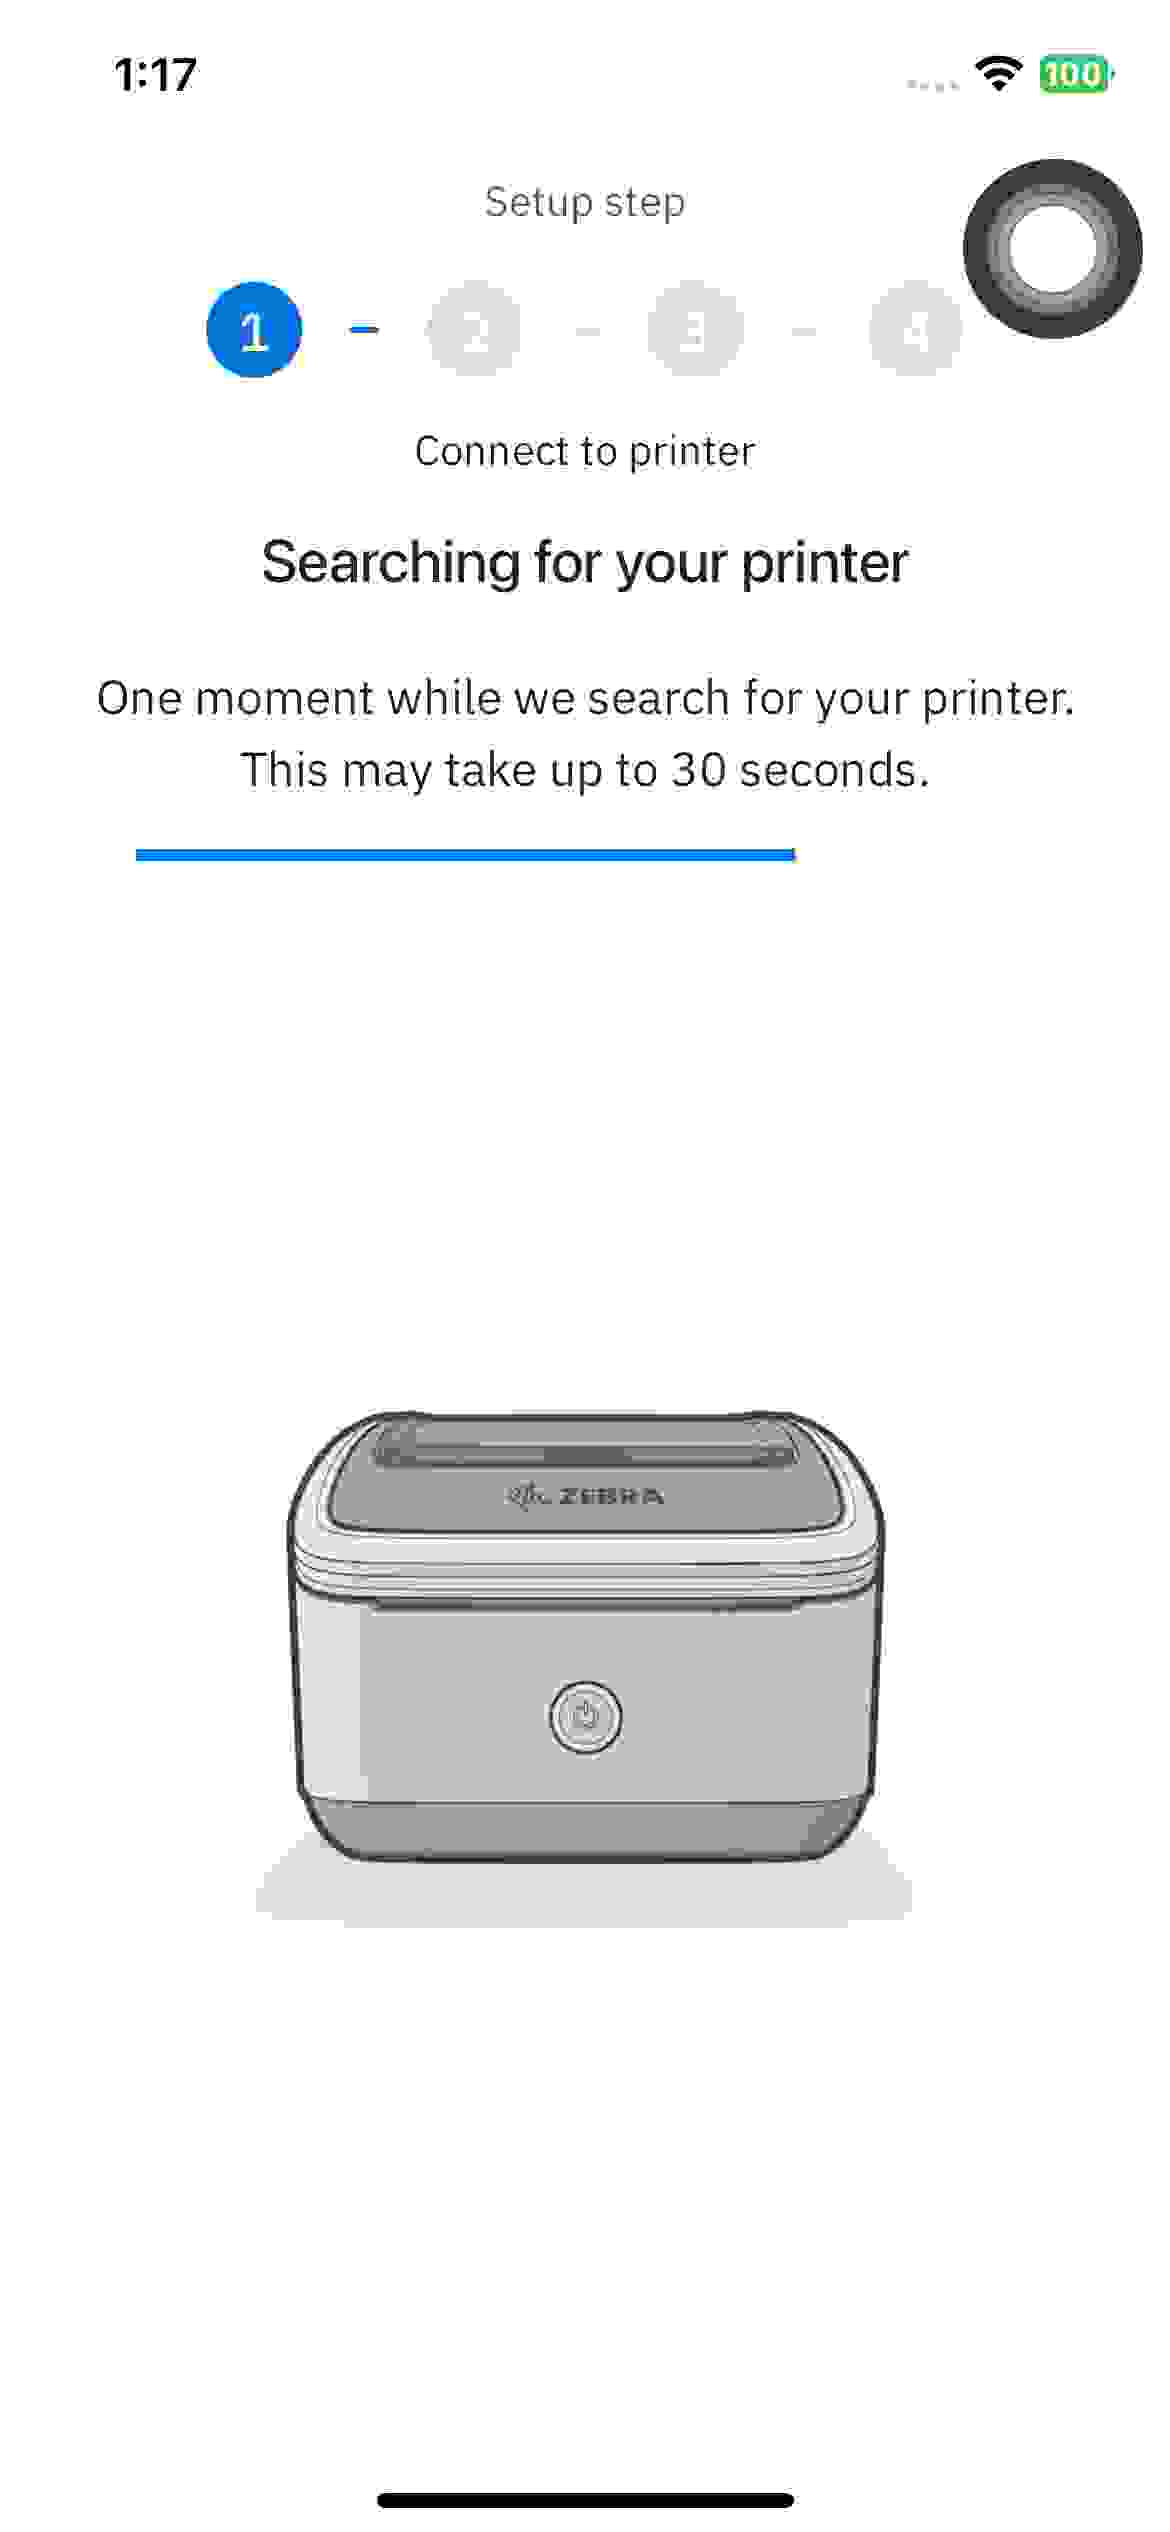 1:17
100
Setup step
1 2 3 4
Connect to printer
Searching for your printer
One moment while we search for your printer.
This may take up to 30 seconds.
ZEBRA